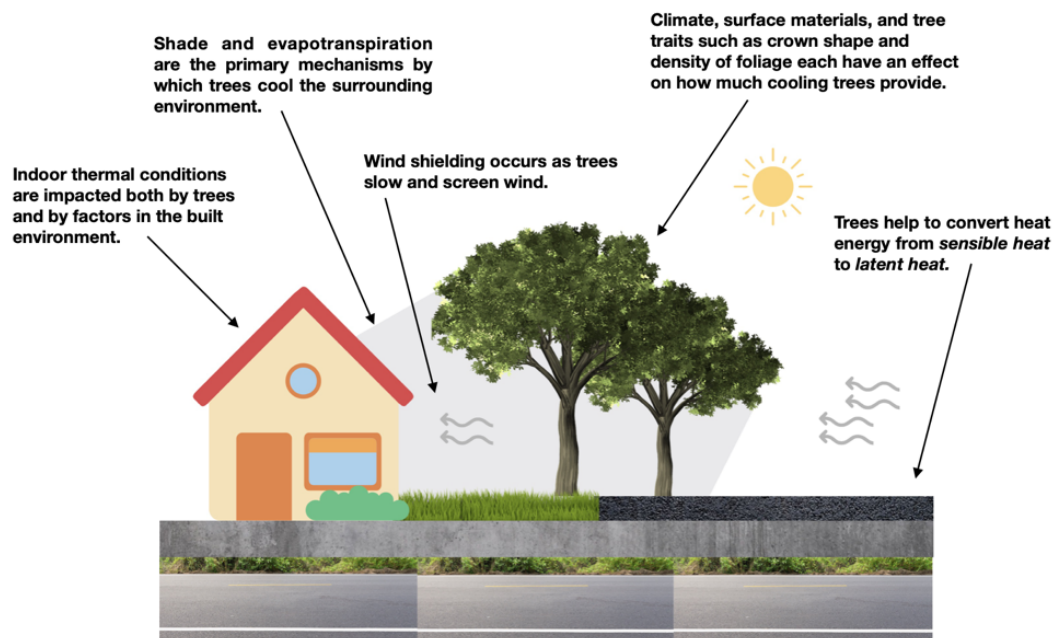 Shade and evapotranspiration
are the primary mechanisms by
which trees cool the surrounding
environment.
Climate, surface materials, and tree
traits such as crown shape and
density of foliage each have an effect
on how much cooling trees provide.
Indoor thermal conditions
are impacted both by trees
and by factors in the built
environment.
Wind shielding occurs as trees
slow and screen wind.
Trees help to convert heat
energy from sensible heat
to latent heat.